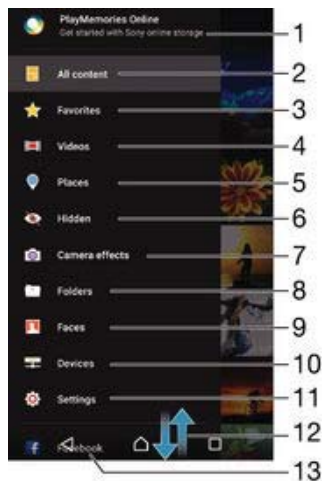 PlayMemories Online
Get started with Sony online storage
1
All content
2
Favorites
3
Videos
4
Places
5
Hidden
6
Camera effects
7
Folders
8
Faces
9
Devices
10
Settings
11
12
Facebook
13